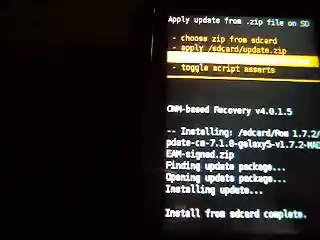 Apply update from .zip file on SD
- choose zip from sdcard
- apply /sdcard/update.zip
- toggle script asserts
CWM-based Recovery v4.0.1.5
-- Installing: /sdcard/Rom 1.7.2/
pdate-cm-7.1.0-galaxy5-v1.7.2-MAD
EAM-signed.zip
Finding update package...
Opening update package...
Installing update...
Install from sdcard complete.